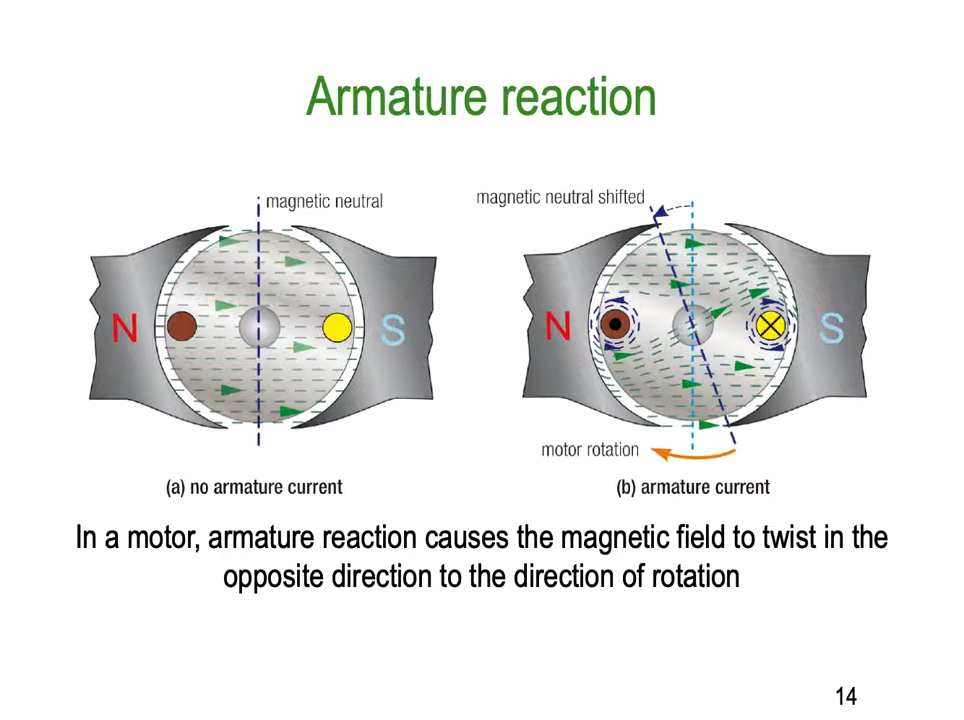 Armature reaction
magnetic neutral
magnetic neutral shifted
N
S
N
S
motor rotation
(a) no armature current
(b) armature current
In a motor, armature reaction causes the magnetic field to twist in the
opposite direction to the direction of rotation
14